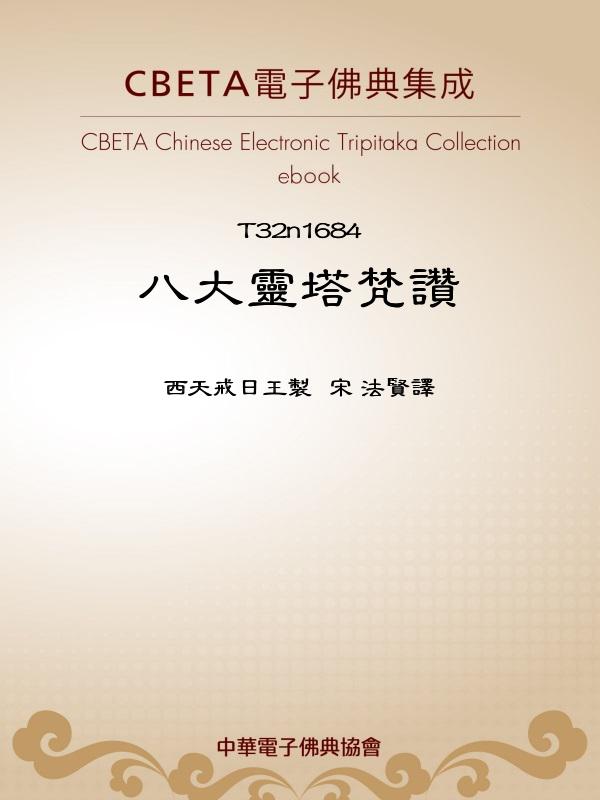 CBETA電子佛典集成
CBETA Chinese Electronic Tripitaka Collection
ebook
T32n1684
八大靈塔梵讚
西天戒日王製 宋 法賢譯
中華電子佛典協會